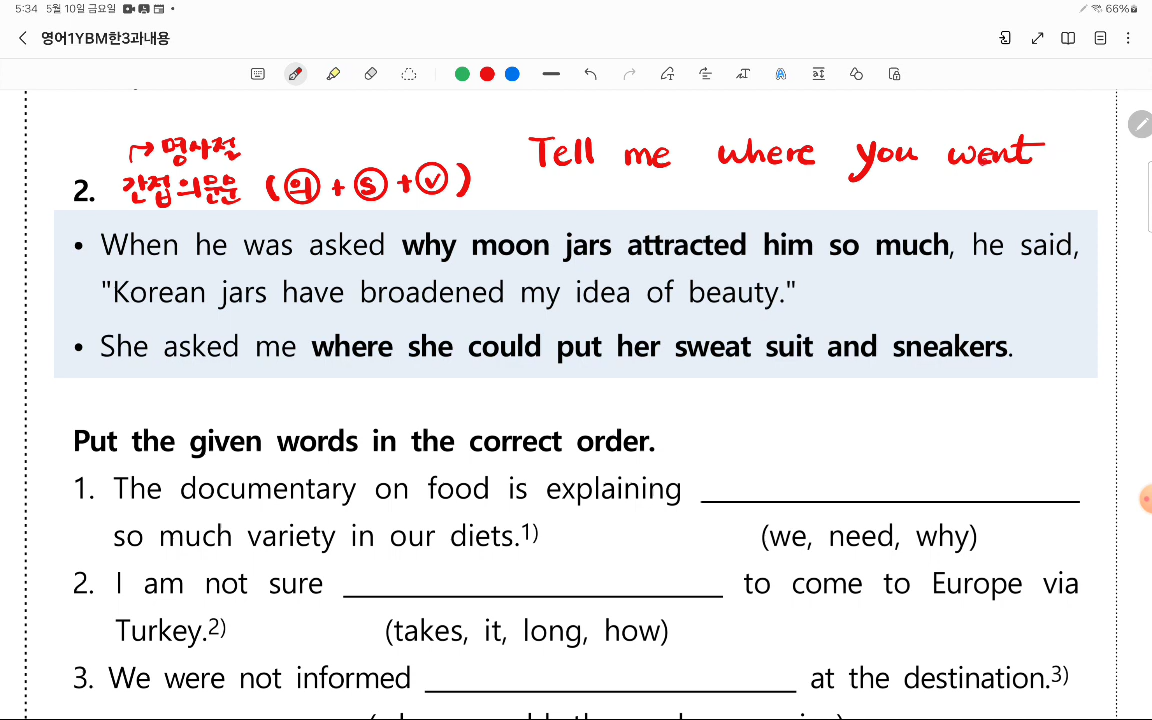 5:34 5월 10일 금요일
66%
영어1YBM한3과내용
→ 명사절
Tell me where you went
2. 간접의문문 (의 + S + V)
• When he was asked why moon jars attracted him so much, he said,
"Korean jars have broadened my idea of beauty."
• She asked me where she could put her sweat suit and sneakers.
Put the given words in the correct order.
1. The documentary on food is explaining ____________
so much variety in our diets.1) (we, need, why)
2. I am not sure ____________ to come to Europe via
Turkey.2) (takes, it, long, how)
3. We were not informed ____________ at the destination.3)